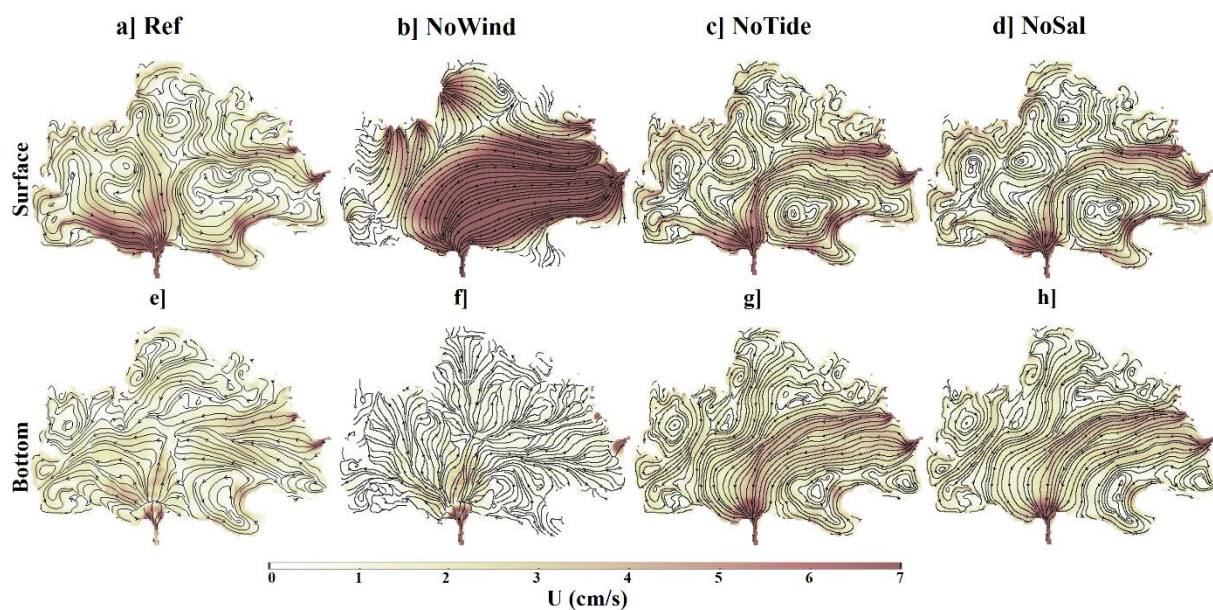 a] Ref
b] NoWind
c] NoTide
d] NoSal
Surface
e]
f]
g]
h]
Bottom
0 1 2 3 4 5 6 7
U (cm/s)